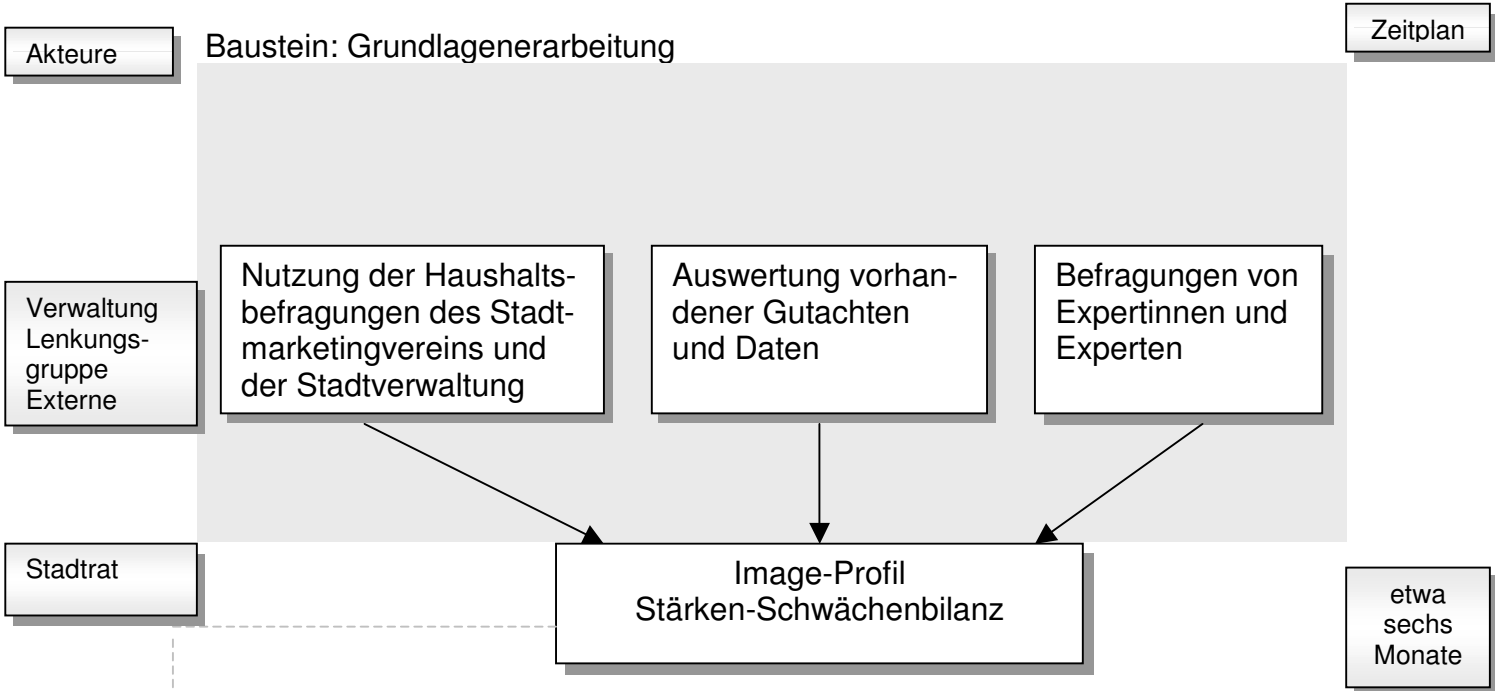 Akteure
Baustein: Grundlagenerarbeitung
Zeitplan
Verwaltung
Lenkungs-
gruppe
Externe
Nutzung der Haushalts-
befragungen des Stadt-
marketingvereins und
der Stadtverwaltung
Auswertung vorhan-
dener Gutachten
und Daten
Befragungen von
Expertinnen und
Experten
Stadtrat
Image-Profil
Stärken-Schwächenbilanz
etwa
sechs
Monate